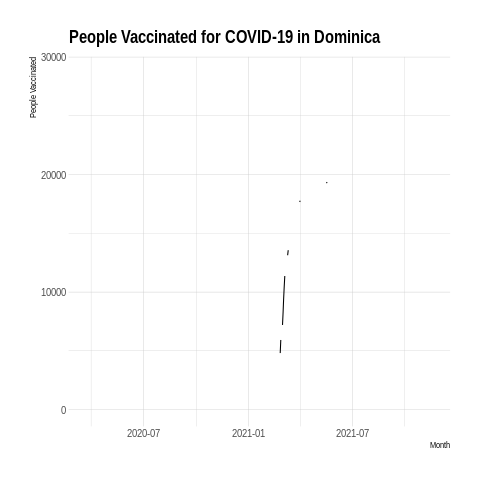 People Vaccinated for COVID-19 in Dominica
People Vaccinated
30000
20000
10000
0
2020-07
2021-01
2021-07
Month